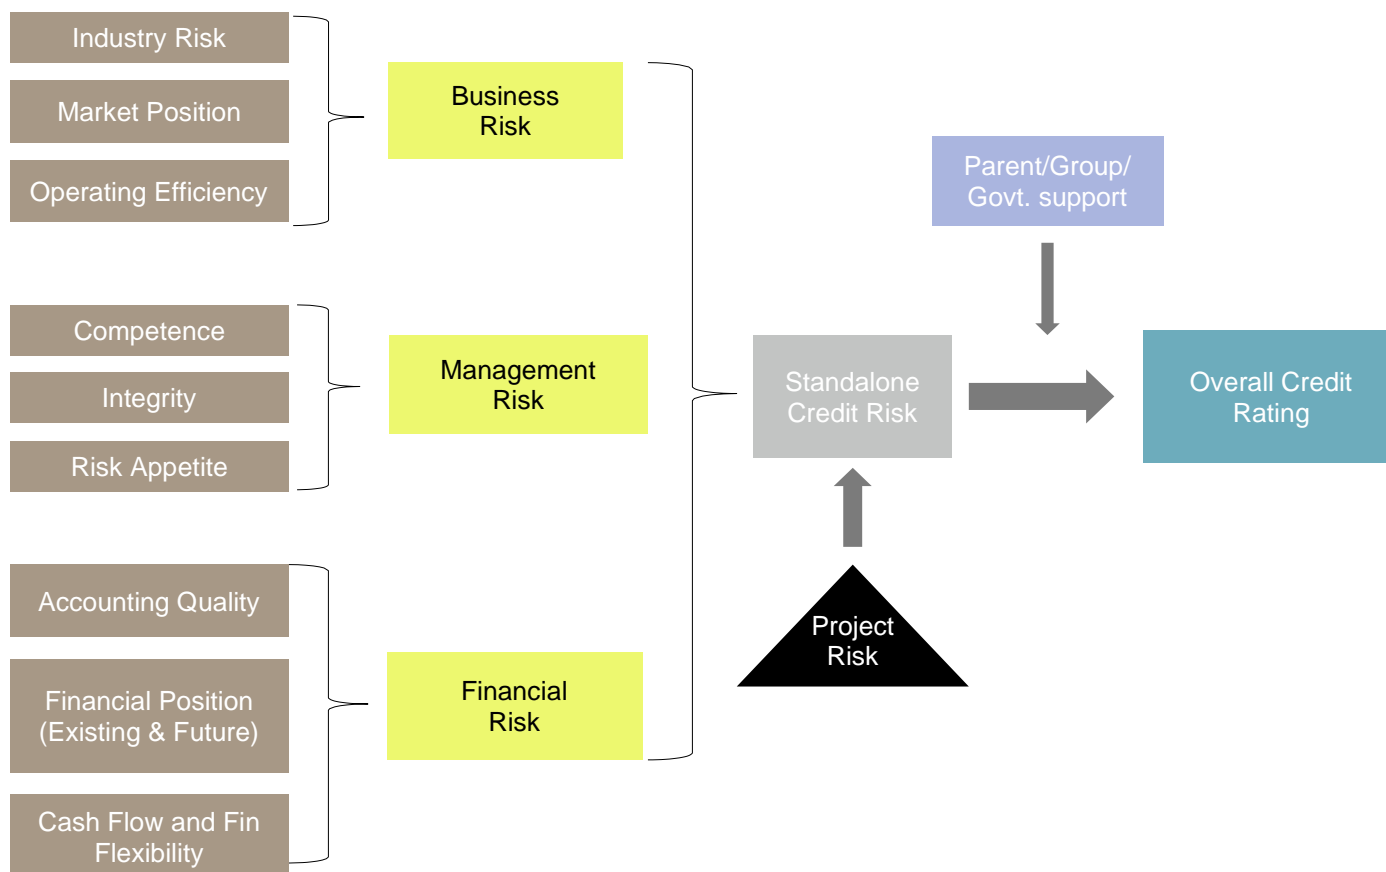 Industry Risk
Market Position
Operating Efficiency
Business
Risk
Competence
Integrity
Risk Appetite
Management
Risk
Accounting Quality
Financial Position
(Existing & Future)
Cash Flow and Fin
Flexibility
Financial
Risk
Standalone
Credit Risk
Project
Risk
Parent/Group/
Govt. support
Overall Credit
Rating